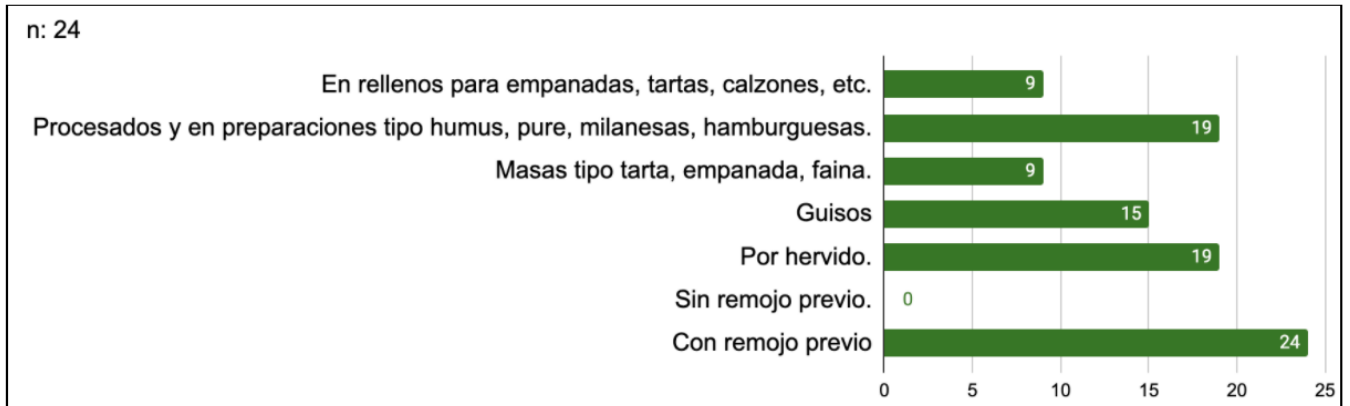 n: 24
En rellenos para empanadas, tartas, calzones, etc.
9
Procesados y en preparaciones tipo humus, pure, milanesas, hamburguesas.
19
Masas tipo tarta, empanada, faina.
9
Guisos
15
Por hervido.
19
Sin remojo previo.
0
Con remojo previo
24
0 5 10 15 20 25